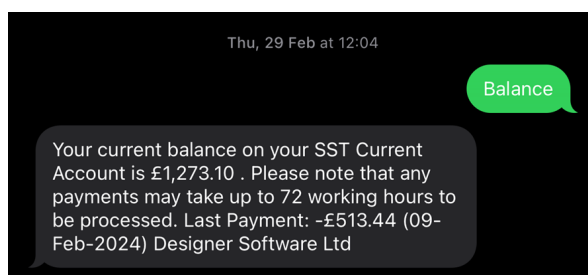 Thu, 29 Feb at 12:04
Balance
Your current balance on your SST Current
Account is £1,273.10 . Please note that any
payments may take up to 72 working hours to
be processed. Last Payment: -£513.44 (09-
Feb-2024) Designer Software Ltd